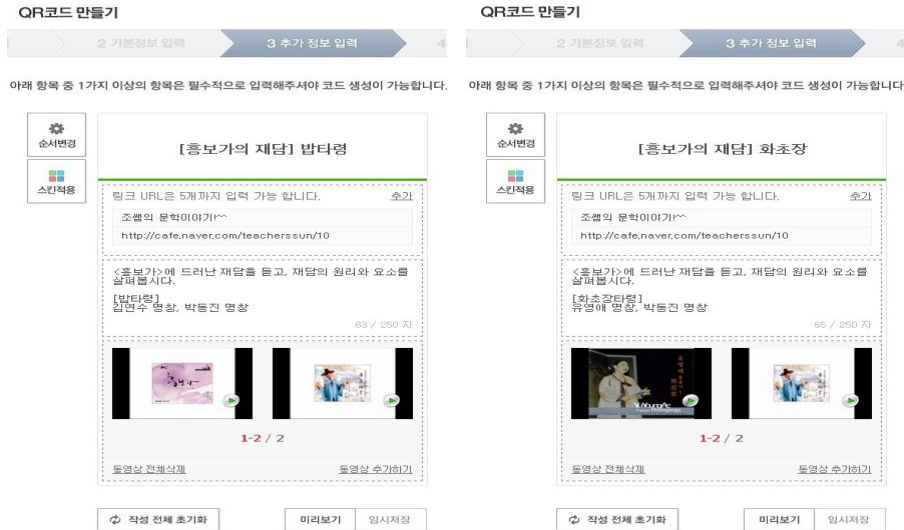 QR코드 만들기
2 기본정보 입력
3 추가 정보 입력
4
아래 항목 중 1가지 이상의 항목은 필수적으로 입력해주셔야 코드 생성이 가능합니다.
순서변경
스킨적용
[흥보가의 재담] 밥타령
링크 URL은 5개까지 입력 가능 합니다.
추가
조쌤의 문학이야기!^^
http://cafe.naver.com/teacherssun/10
<흥보가>에 드러난 재담을 듣고, 재담의 원리와 요소를
살펴봅시다.
[밥타령]
김연수 명창, 박동진 명창
63 / 250 자
1-2 / 2
동영상 전체삭제
동영상 추가하기
작성 전체 초기화
미리보기
임시저장
QR코드 만들기
2 기본정보 입력
3 추가 정보 입력
4
아래 항목 중 1가지 이상의 항목은 필수적으로 입력해주셔야 코드 생성이 가능합니다
순서변경
스킨적용
[흥보가의 재담] 화초장
링크 URL은 5개까지 입력 가능 합니다.
추가
조쌤의 문학이야기!^^
http://cafe.naver.com/teacherssun/10
<흥보가>에 드러난 재담을 듣고, 재담의 원리와 요소를
살펴봅시다.
[화초장타령]
유영애 명창, 박동진 명창
65 / 250 자
1-2 / 2
동영상 전체삭제
동영상 추가하기
작성 전체 초기화
미리보기
임시저장